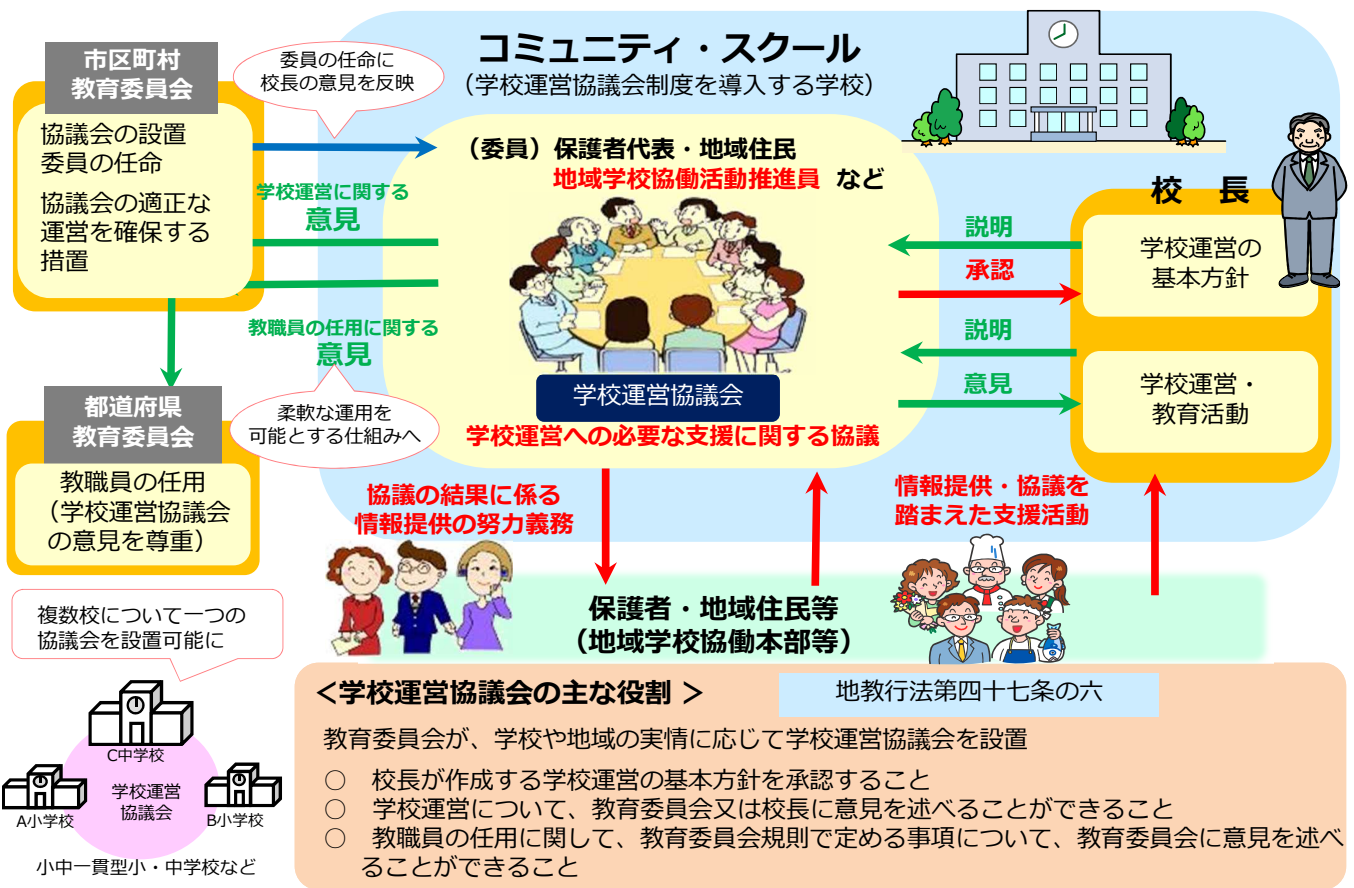 コミュニティ・スクール
（学校運営協議会制度を導入する学校）
市区町村
教育委員会
協議会の設置
委員の任命
協議会の適正な
運営を確保する
措置
委員の任命に
校長の意見を反映
（委員）保護者代表・地域住民
地域学校協働活動推進員 など
学校運営に関する
意見
教職員の任用に関する
意見
柔軟な運用を
可能とする仕組みへ
都道府県
教育委員会
教職員の任用
（学校運営協議会
の意見を尊重）
学校運営協議会
学校運営への必要な支援に関する協議
校 長
学校運営の
基本方針
学校運営・
教育活動
説明
承認
説明
意見
協議の結果に係る
情報提供の努力義務
情報提供・協議を
踏まえた支援活動
保護者・地域住民等
（地域学校協働本部等）
複数校について一つの
協議会を設置可能に
C中学校
学校運営
協議会
A小学校
B小学校
小中一貫型小・中学校など
＜学校運営協議会の主な役割 ＞
地教行法第四十七条の六
教育委員会が、学校や地域の実情に応じて学校運営協議会を設置
○ 校長が作成する学校運営の基本方針を承認すること
○ 学校運営について、教育委員会又は校長に意見を述べることができること
○ 教職員の任用に関して、教育委員会規則で定める事項について、教育委員会に意見を述べ
ることができること